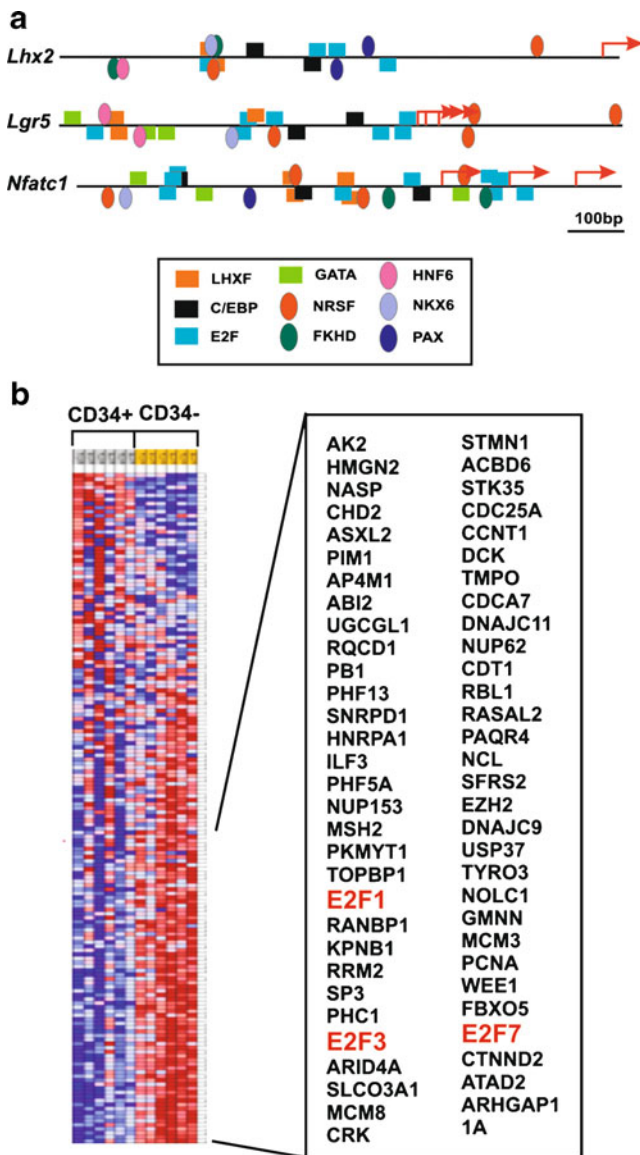 a
Lhx2
Lgr5
Nfatc1
100bp
LHXF GATA HNF6
C/EBP NRSF NKX6
E2F FKHD PAX
b
CD34+ CD34-
AK2
HMGN2
NASP
CHD2
ASXL2
PIM1
AP4M1
ABI2
UGCGL1
RQCD1
PB1
PHF13
SNRPD1
HNRPA1
ILF3
PHF5A
NUP153
MSH2
PKMYT1
TOPBP1
E2F1
RANBP1
KPNB1
RRM2
SP3
PHC1
E2F3
ARID4A
SLCO3A1
MCM8
CRK
STMN1
ACBD6
STK35
CDC25A
CCNT1
DCK
TMPO
CDCA7
DNAJC11
NUP62
CDT1
RBL1
RASAL2
PAQR4
NCL
SFRS2
EZH2
DNAJC9
USP37
TYRO3
NOLC1
GMNN
MCM3
PCNA
WEE1
FBXO5
E2F7
CTNND2
ATAD2
ARHGAP1
1A